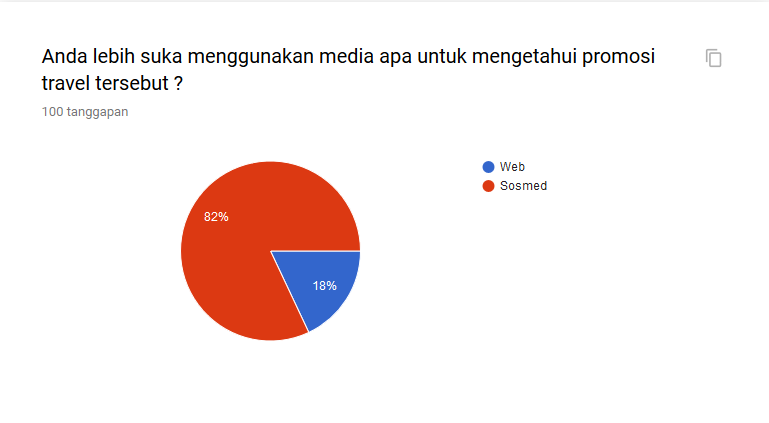 Anda lebih suka menggunakan media apa untuk mengetahui promosi
travel tersebut ?
100 tanggapan
Web
Sosmed
82%
18%